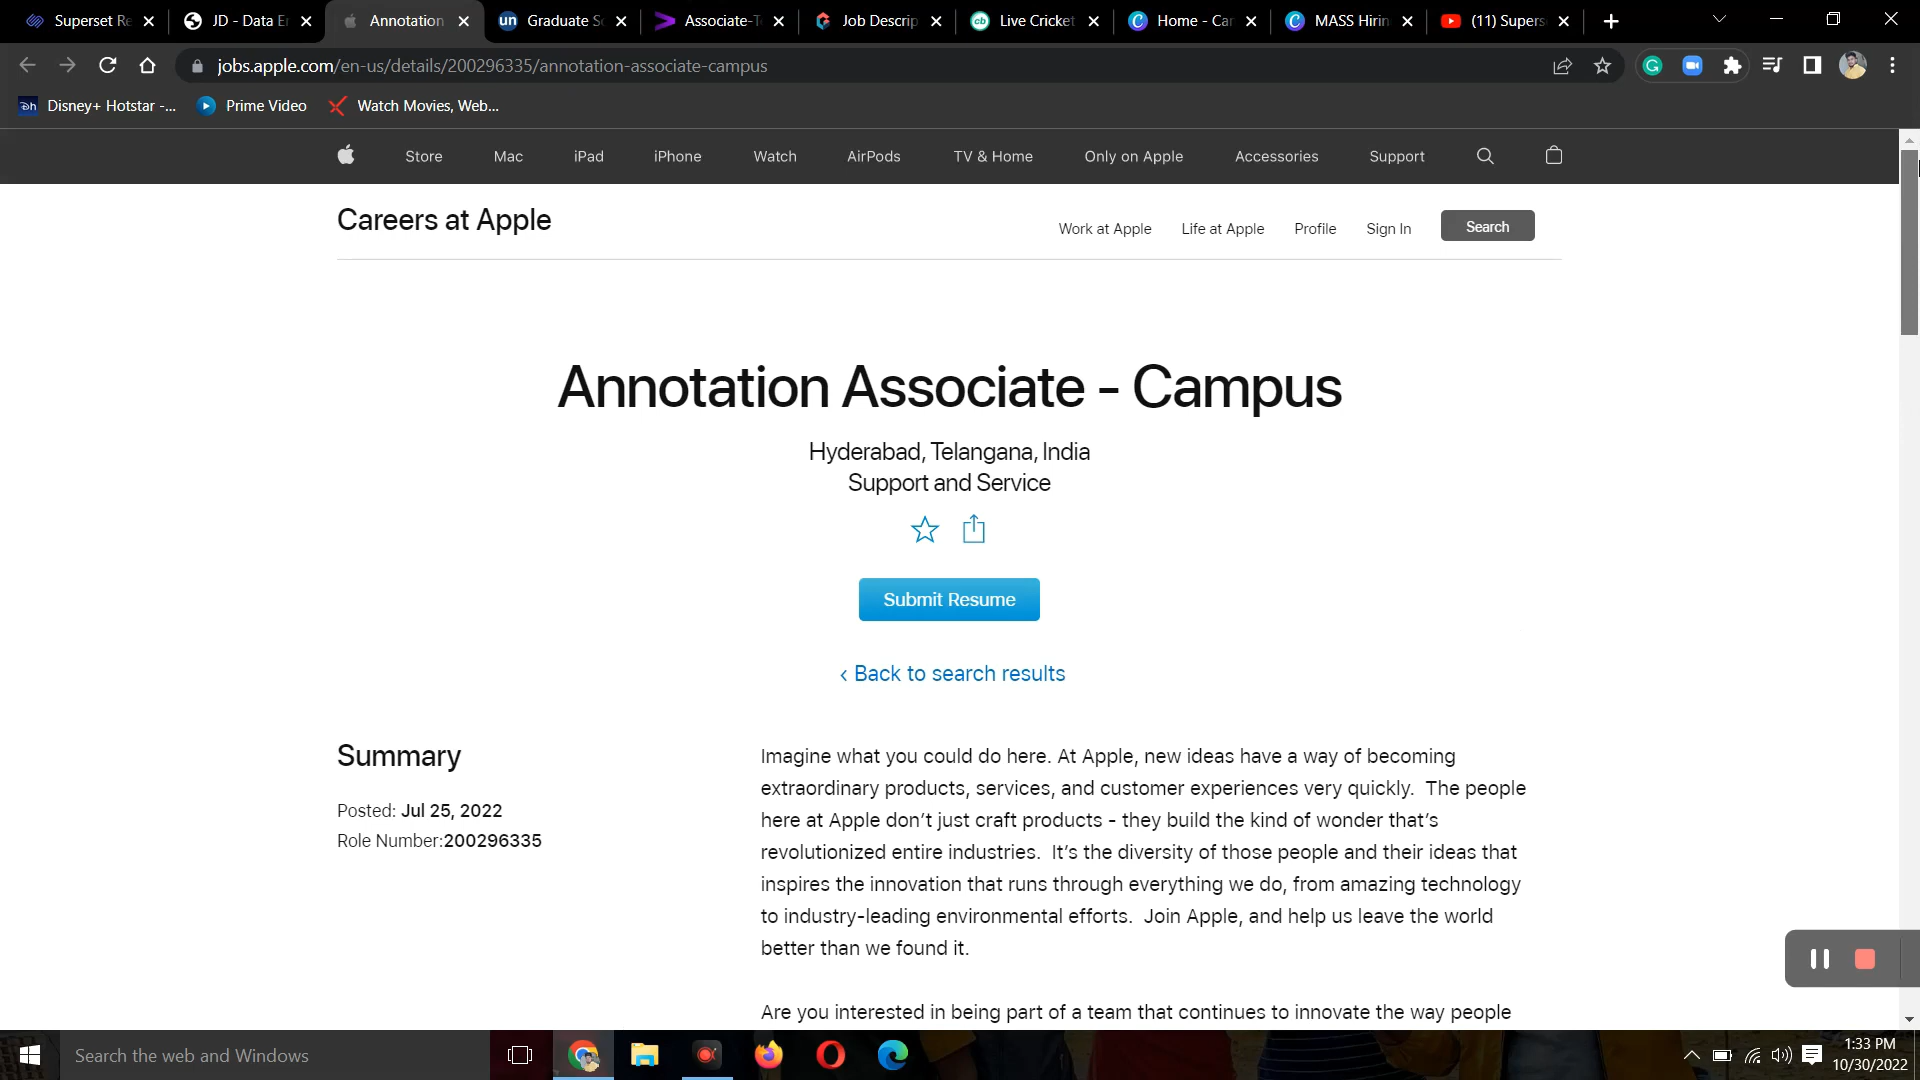 Superset Re
JD - Data En
Annotation
un Graduate So
Associate-T
Job Descrip
cb Live Cricket
Home - Can
MASS Hirin
(11) Supers
jobs.apple.com/en-us/details/200296335/annotation-associate-campus
Disney+ Hotstar -...
Prime Video
Watch Movies, Web...
Store
Mac
iPad
iPhone
Watch
AirPods
TV & Home
Only on Apple
Accessories
Support
Careers at Apple
Work at Apple
Life at Apple
Profile
Sign In
Search
Annotation Associate - Campus
Hyderabad, Telangana, India
Support and Service
Submit Resume
‹ Back to search results
Summary
Posted: Jul 25, 2022
Role Number:200296335
Imagine what you could do here. At Apple, new ideas have a way of becoming
extraordinary products, services, and customer experiences very quickly. The people
here at Apple don't just craft products - they build the kind of wonder that's
revolutionized entire industries. It's the diversity of those people and their ideas that
inspires the innovation that runs through everything we do, from amazing technology
to industry-leading environmental efforts. Join Apple, and help us leave the world
better than we found it.
Are you interested in being part of a team that continues to innovate the way people
Search the web and Windows
1:33 PM
10/30/2022